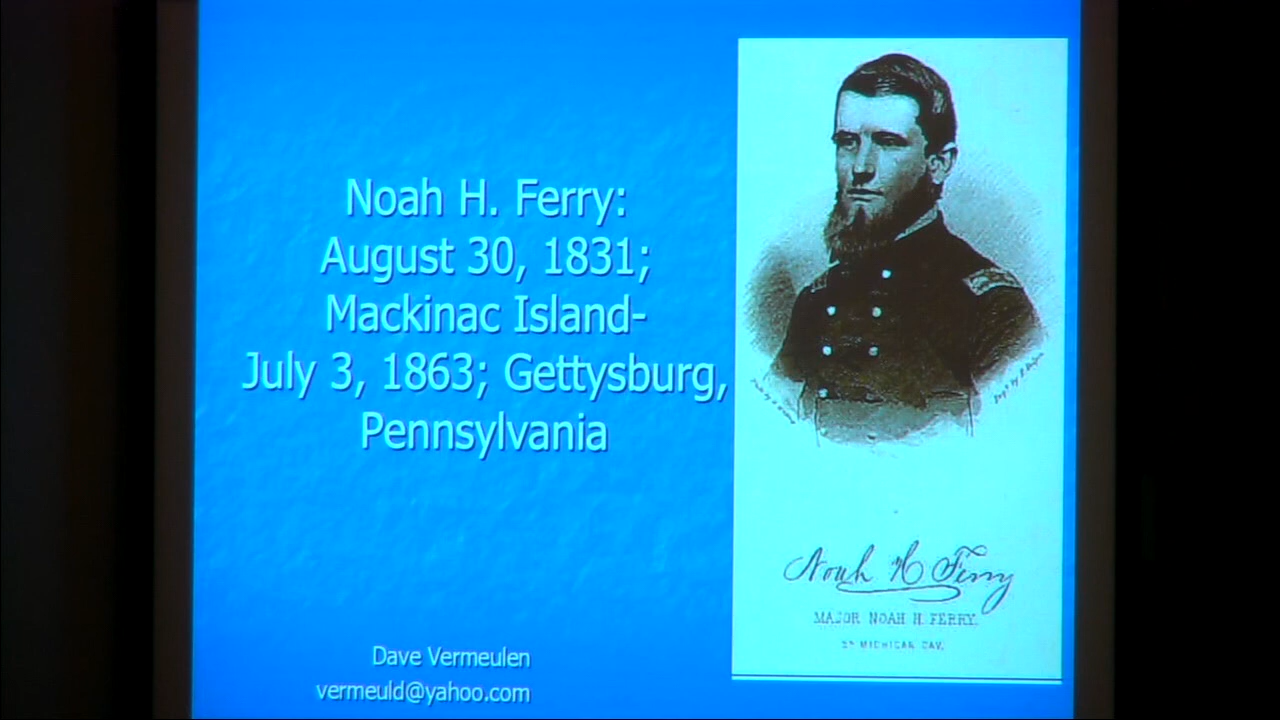 Noah H. Ferry:
August 30, 1831;
Mackinac Island-
July 3, 1863; Gettysburg,
Pennsylvania
Dave Vermeulen
vermeuld@yahoo.com
Noah H Ferry
MAJOR NOAH H. FERRY.
MICHIGAN CAV.